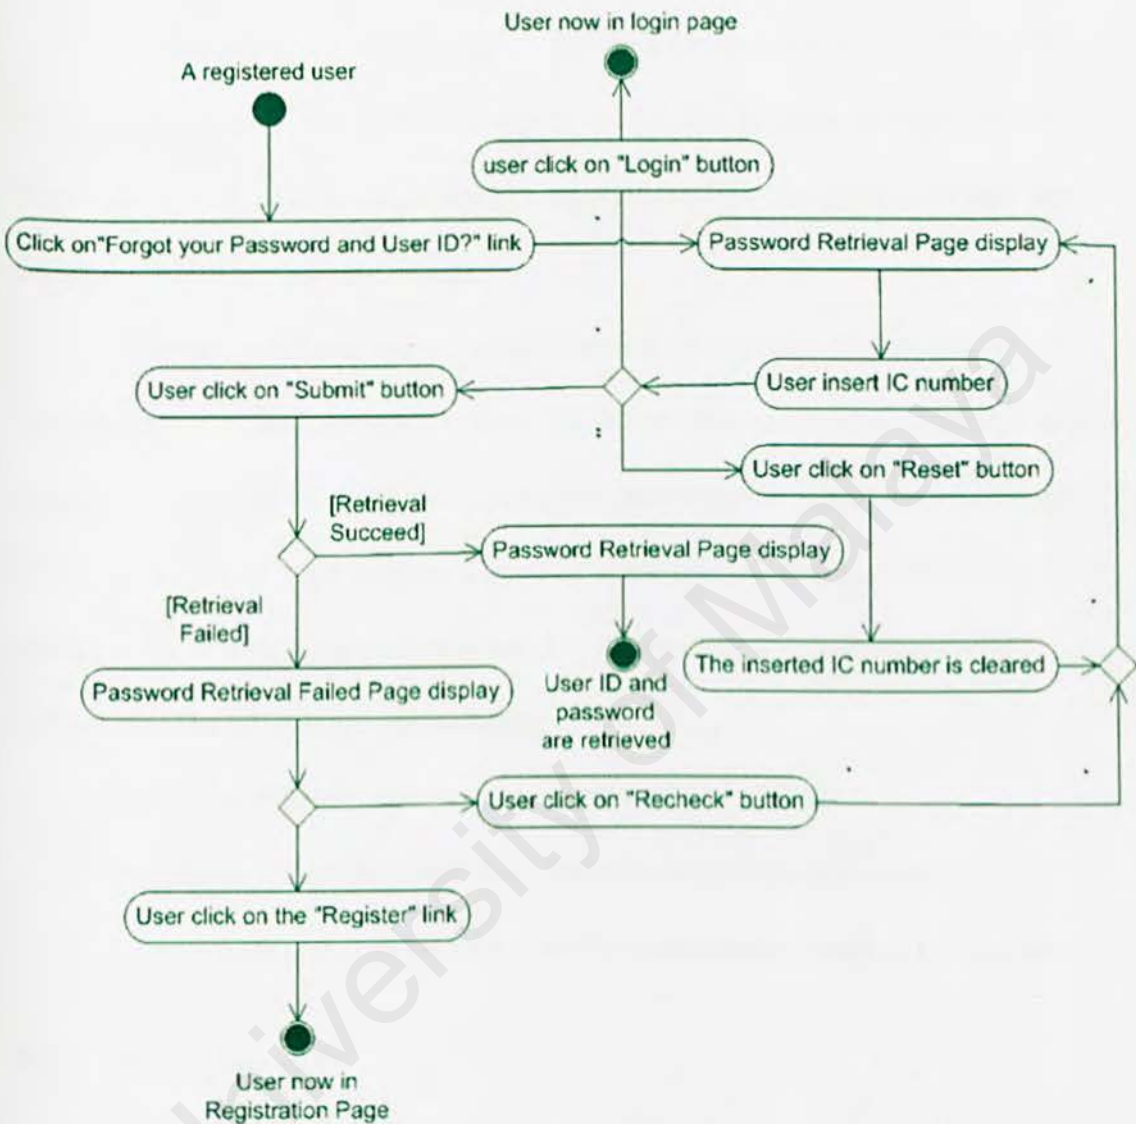 User now in login page
A registered user
user click on "Login" button
Click on"Forgot your Password and User ID?" link
Password Retrieval Page display
User click on "Submit" button
User insert IC number
User click on "Reset" button
[Retrieval
Succeed]
Password Retrieval Page display
[Retrieval
Failed]
The inserted IC number is cleared
Password Retrieval Failed Page display
User ID and
password
are retrieved
User click on "Recheck" button
User click on the "Register" link
User now in
Registration Page
University of Malaya